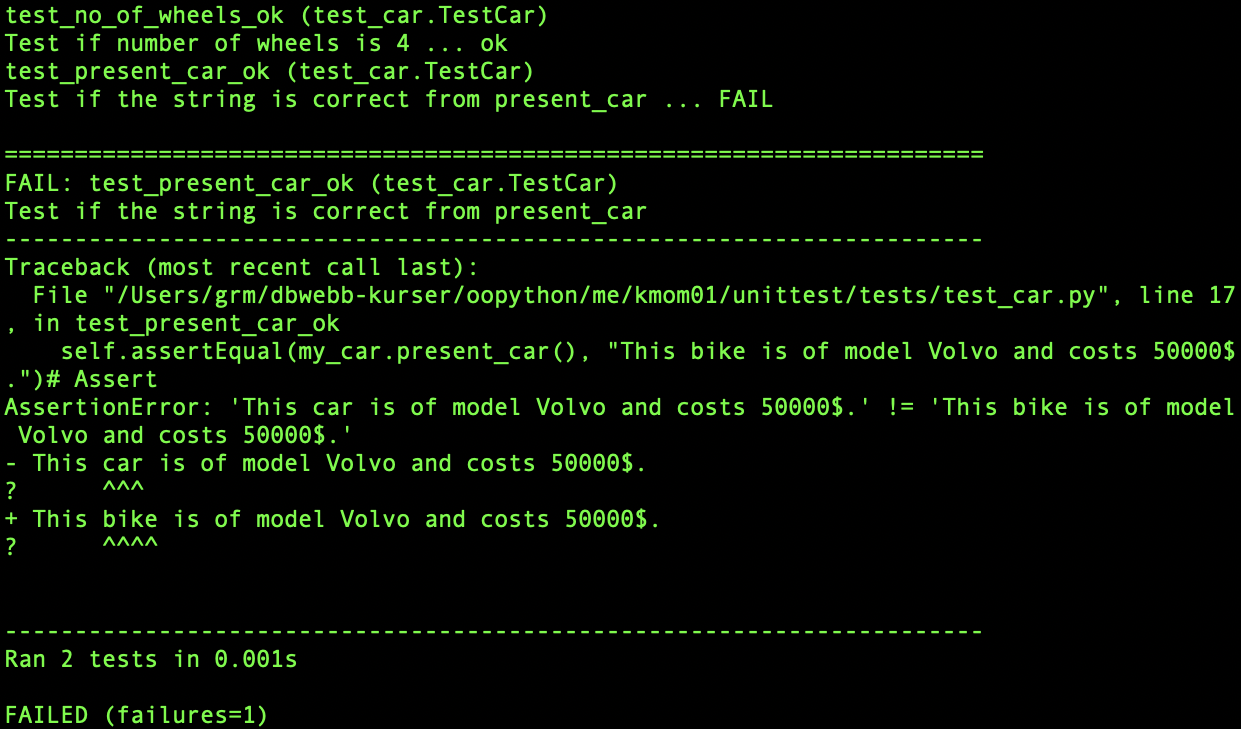 test_no_of_wheels_ok (test_car.TestCar)
Test if number of wheels is 4 ... ok
test_present_car_ok (test_car.TestCar)
Test if the string is correct from present_car ... FAIL
======================================================================
FAIL: test_present_car_ok (test_car.TestCar)
Test if the string is correct from present_car
----------------------------------------------------------------------
Traceback (most recent call last):
  File "/Users/grm/dbwebb-kurser/oopython/me/kmom01/unittest/tests/test_car.py", line 17
, in test_present_car_ok
    self.assertEqual(my_car.present_car(), "This bike is of model Volvo and costs 50000$
.")# Assert
AssertionError: 'This car is of model Volvo and costs 50000$.' != 'This bike is of model
 Volvo and costs 50000$.'
- This car is of model Volvo and costs 50000$.
?      ^^^
+ This bike is of model Volvo and costs 50000$.
?      ^^^^
----------------------------------------------------------------------
Ran 2 tests in 0.001s
FAILED (failures=1)